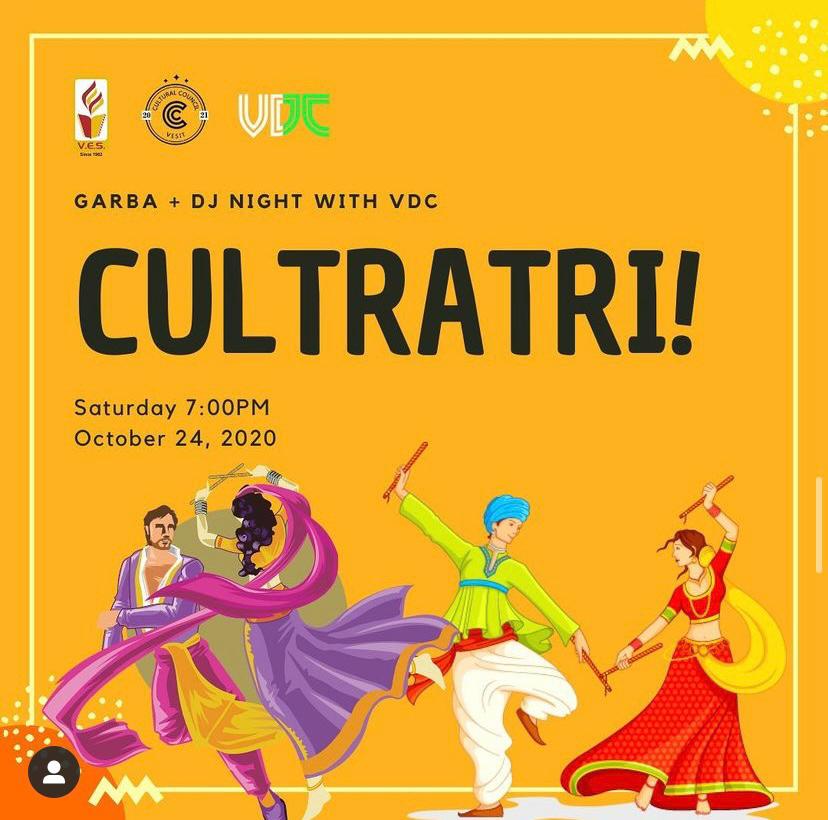 V.E.S.
Since 1962
CULTURAL COUNCIL
20 21
VESIT
VDC
GARBA + DJ NIGHT WITH VDC
CULTRATRI!
Saturday 7:00PM
October 24, 2020